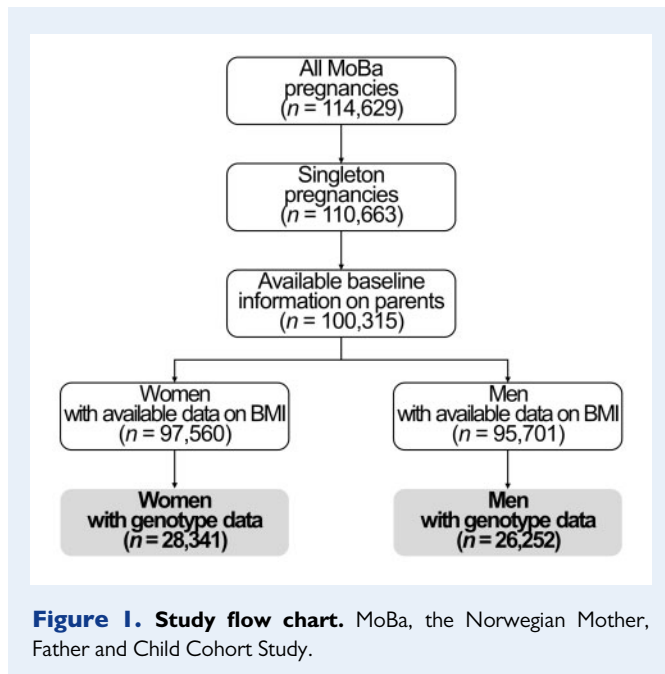 All MoBa
pregnancies
(n = 114,629)
Singleton
pregnancies
(n = 110,663)
Available baseline
information on parents
(n = 100,315)
Women
with available data on BMI
(n = 97,560)
Men
with available data on BMI
(n = 95,701)
Women
with genotype data
(n = 28,341)
Men
with genotype data
(n = 26,252)
Figure 1. Study flow chart. MoBa, the Norwegian Mother,
Father and Child Cohort Study.